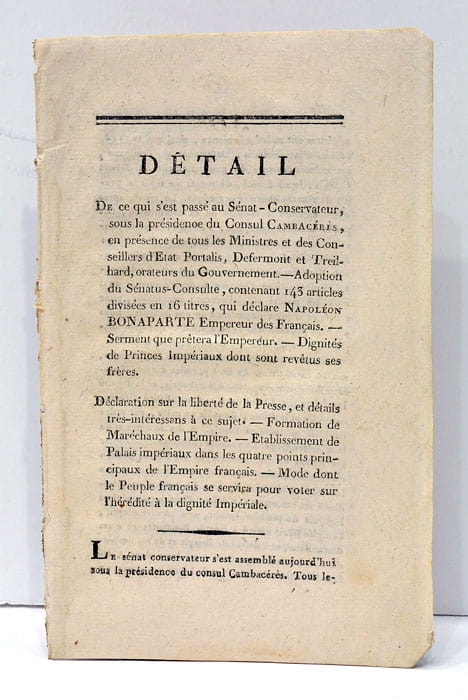 DÉTAIL
DE ce qui s'est passé au Sénat-Conservateur,
sous la présidence du Consul CAMBACÉRÈS,
en présence de tous les Ministres et des Con-
seillers d'Etat Portalis, Defermont et Treil-
hard, orateurs du Gouvernement.—Adoption
du Sénatus-Consulte, contenant 143 articles
divisées en 16 titres, qui déclare NAPOLÉON
BONAPARTE Empereur des Français. —
Serment que prêtera l'Empereur. — Dignités
de Princes Impériaux dont sont revêtus ses
frères.
Déclaration sur la liberté de la Presse, et détails
très-intéressans à ce sujet. — Formation de
Maréchaux de l'Empire. — Etablissement de
Palais impériaux dans les quatre points prin-
cipaux de l'Empire français. — Mode dont
le Peuple français se servira pour voter sur
l'hérédité à la dignité Impériale.
LE sénat conservateur s'est assemblé aujourd'hui
sous la présidence du consul Cambacérès. Tous le-